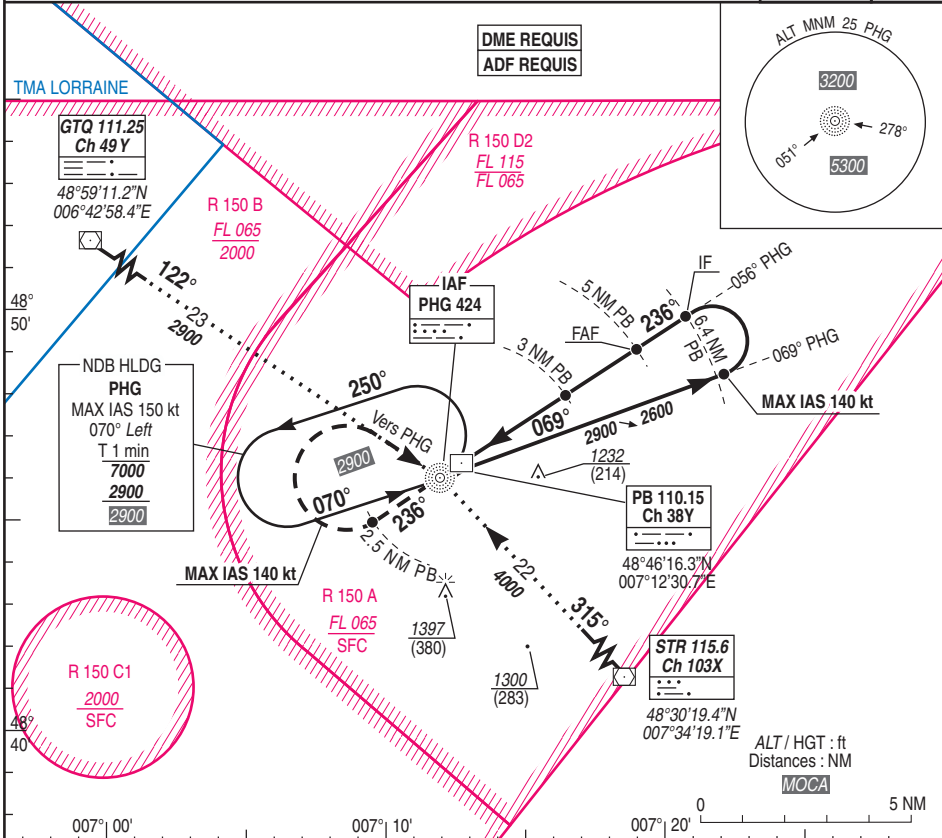 DME REQUIS
ADF REQUIS
ALT MNM 25 PHG
3200
278°
051°
5300
TMA LORRAINE
GTQ 111.25
Ch 49 Y
48°59'11.2"N
006°42'58.4"E
R 150 B
FL 065
2000
R 150 D2
FL 115
FL 065
122°
23
2900
IAF
PHG 424
IF
056° PHG
5 NM PB
236°
FAF
6.4 NM
PB
3 NM PB
069° PHG
48°
50'
NDB HLDG
PHG
MAX IAS 150 kt
070° Left
T 1 min
7000
2900
2900
250°
Vers PHG
2900
069°
2900 2600
MAX IAS 140 kt
1232
(214)
070°
236°
2.5 NM PB
MAX IAS 140 kt
PB 110.15
Ch 38Y
48°46'16.3"N
007°12'30.7"E
22
4000
315°
R 150 A
FL 065
SFC
1397
(380)
1300
(283)
STR 115.6
Ch 103X
48°30'19.4"N
007°34'19.1"E
R 150 C1
2000
SFC
48°
40'
ALT / HGT : ft
Distances : NM
MOCA
0 5 NM
007° 00' 007° 10' 007° 20'